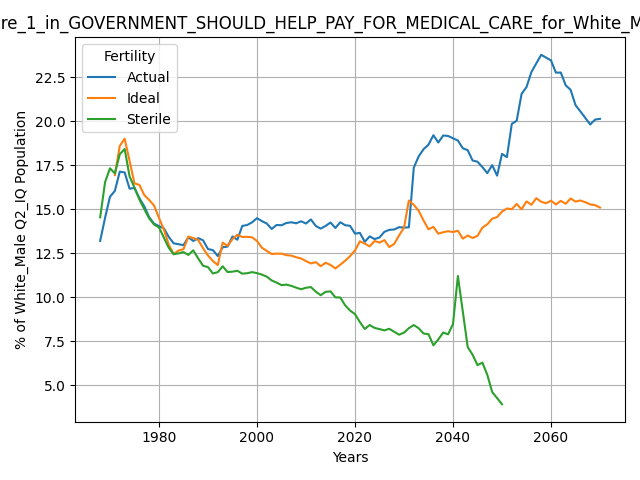 re_1_in_GOVERNMENT_SHOULD_HELP_PAY_FOR_MEDICAL_CARE_for_White_M
Fertility
Actual
Ideal
Sterile
% of White_Male Q2_IQ Population
22.5
20.0
17.5
15.0
12.5
10.0
7.5
5.0
1980
2000
2020
2040
2060
Years